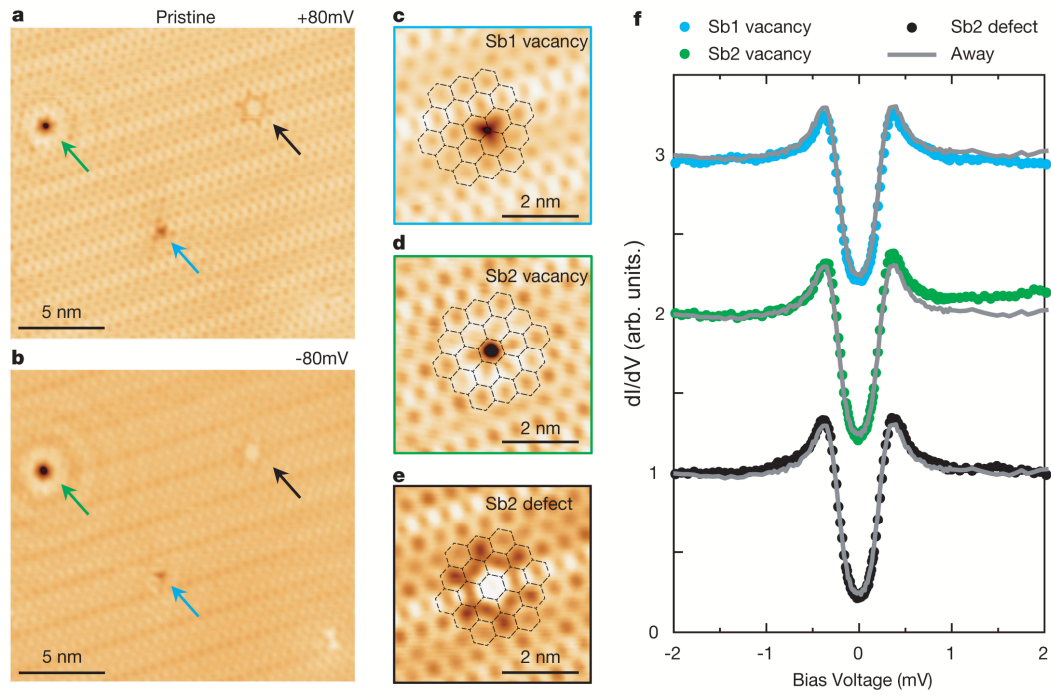 a Pristine +80mV
5 nm
b -80mV
5 nm
c
Sb1 vacancy
2 nm
d
Sb2 vacancy
2 nm
e
Sb2 defect
2 nm
f
Sb1 vacancy Sb2 defect
Sb2 vacancy Away
3
2
1
0
-2 -1 0 1 2
dI/dV (arb. units.)
Bias Voltage (mV)